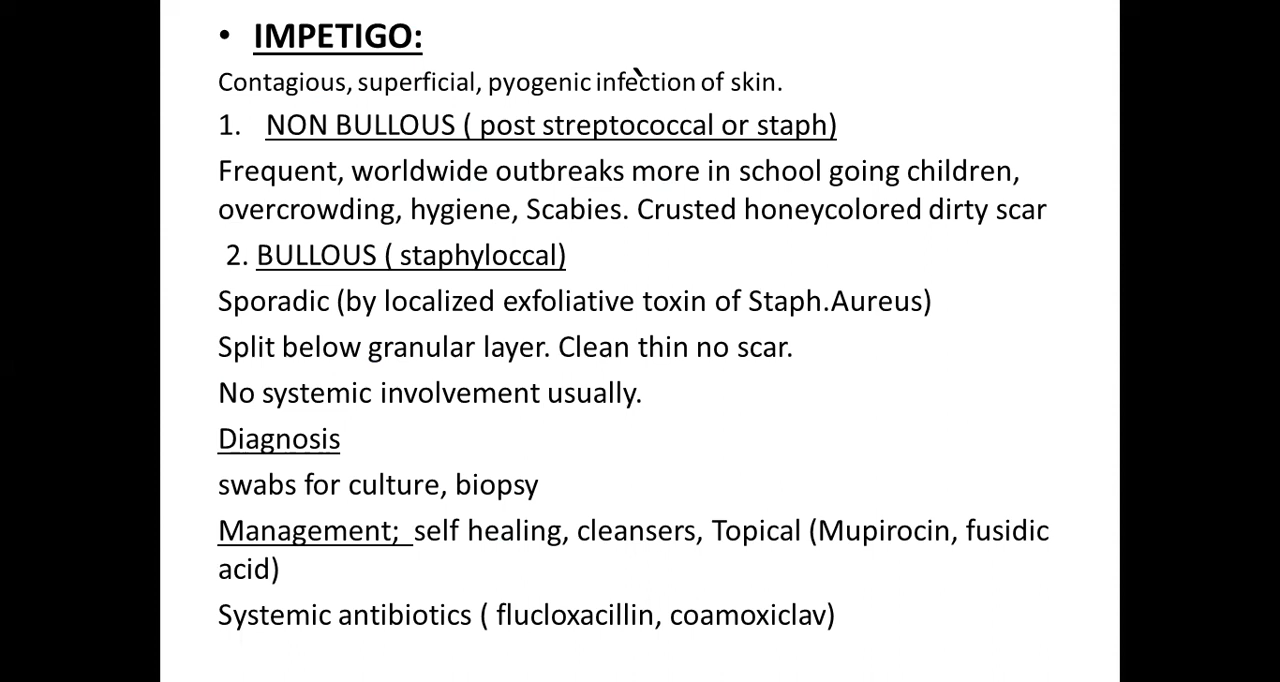 • IMPETIGO:
Contagious, superficial, pyogenic infection of skin.
1. NON BULLOUS ( post streptococcal or staph)
Frequent, worldwide outbreaks more in school going children,
overcrowding, hygiene, Scabies. Crusted honeycolored dirty scar
2. BULLOUS ( staphyloccal)
Sporadic (by localized exfoliative toxin of Staph.Aureus)
Split below granular layer. Clean thin no scar.
No systemic involvement usually.
Diagnosis
swabs for culture, biopsy
Management; self healing, cleansers, Topical (Mupirocin, fusidic
acid)
Systemic antibiotics ( flucloxacillin, coamoxiclav)